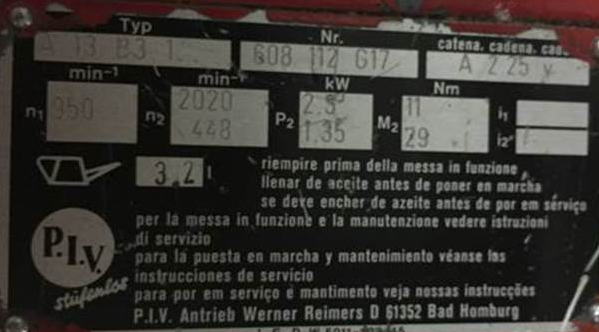 Typ Nr. catena. cadena. cad
A 13 B3 1 608 112 617 A 2 25 v
min-¹ min-¹ kW Nm
n1 950 n2 2020 448 P2 1.35 M2 11 29 i1 i2
3,2 l
riempire prima della messa in funzione
llenar de aceite antes de poner en marcha
se deve encher de azeite antes de por em serviço
P.I.V.
stufenlos
per la messa in funzione e la manutenzione vedere istruzioni
di servizio
para la puesta en marcha y mantenimiento véanse las
instrucciones de servicio
para por em serviço e mantimento veja nossas instrucções
P.I.V. Antrieb Werner Reimers D 61352 Bad Homburg